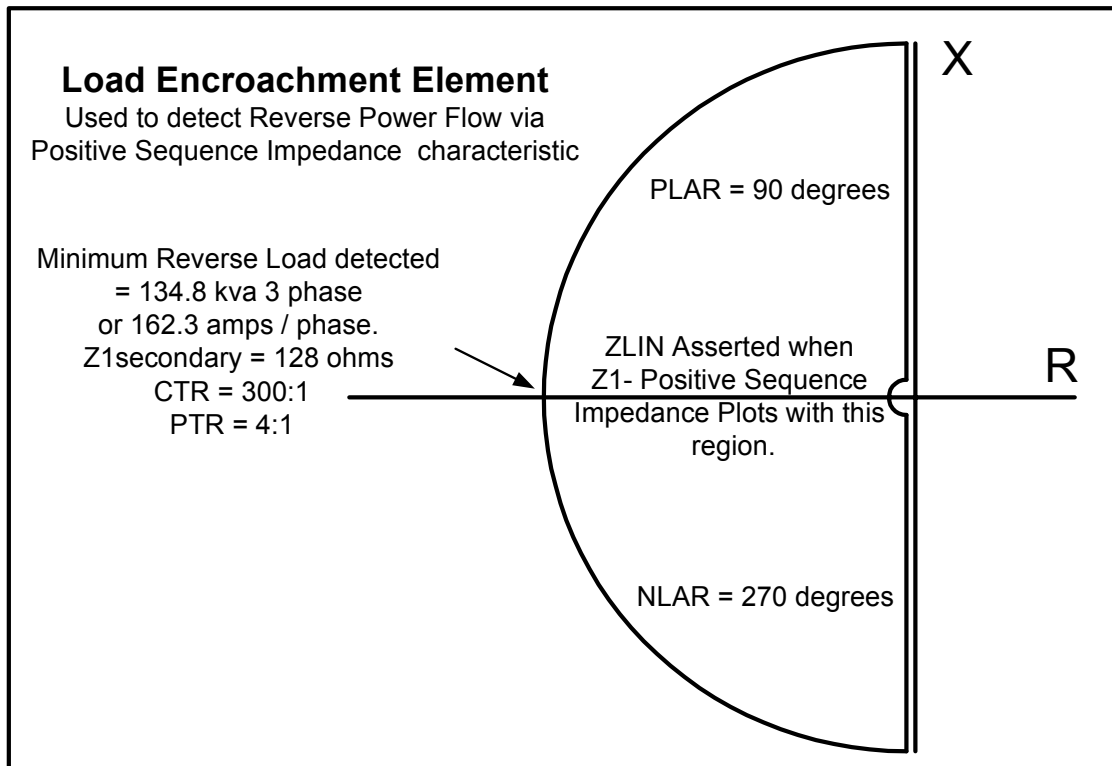 Load Encroachment Element
Used to detect Reverse Power Flow via
Positive Sequence Impedance characteristic
X
PLAR = 90 degrees
Minimum Reverse Load detected
= 134.8 kva 3 phase
or 162.3 amps / phase.
Z1secondary = 128 ohms
CTR = 300:1
PTR = 4:1
ZLIN Asserted when
Z1- Positive Sequence
Impedance Plots with this
region.
R
NLAR = 270 degrees